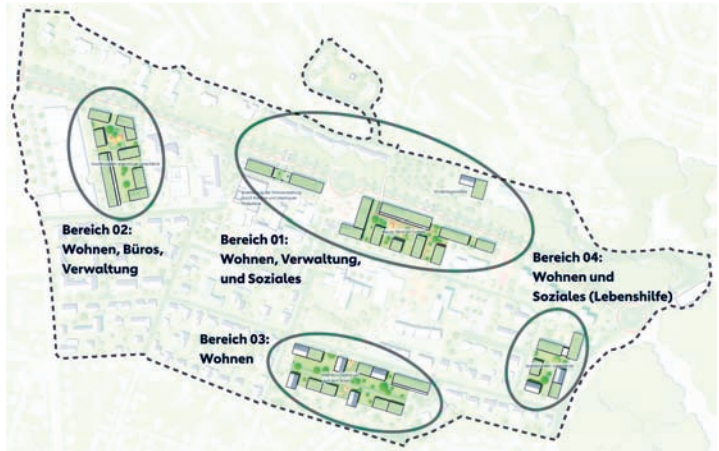 Bereich 02:
Wohnen, Büros,
Verwaltung
Bereich 01:
Wohnen, Verwaltung,
und Soziales
Bereich 04:
Wohnen und
Soziales (Lebenshilfe)
Bereich 03:
Wohnen